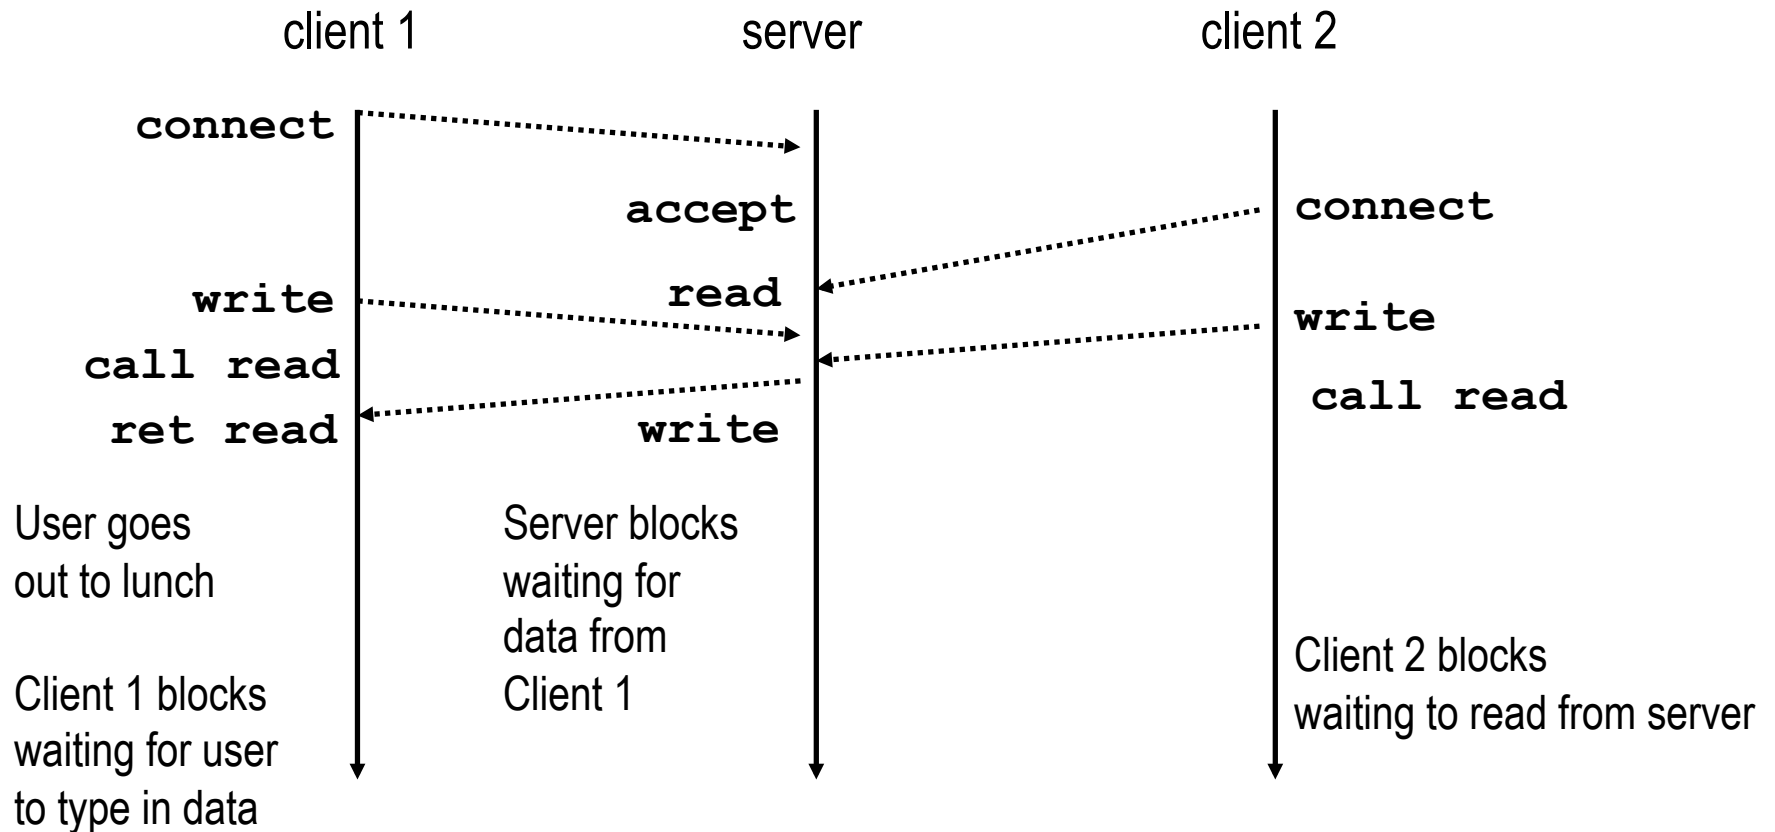 client 1
server
client 2
connect
accept
connect
write
read
write
call read
call read
ret read
write
User goes
out to lunch
Client 1 blocks
waiting for user
to type in data
Server blocks
waiting for
data from
Client 1
Client 2 blocks
waiting to read from server